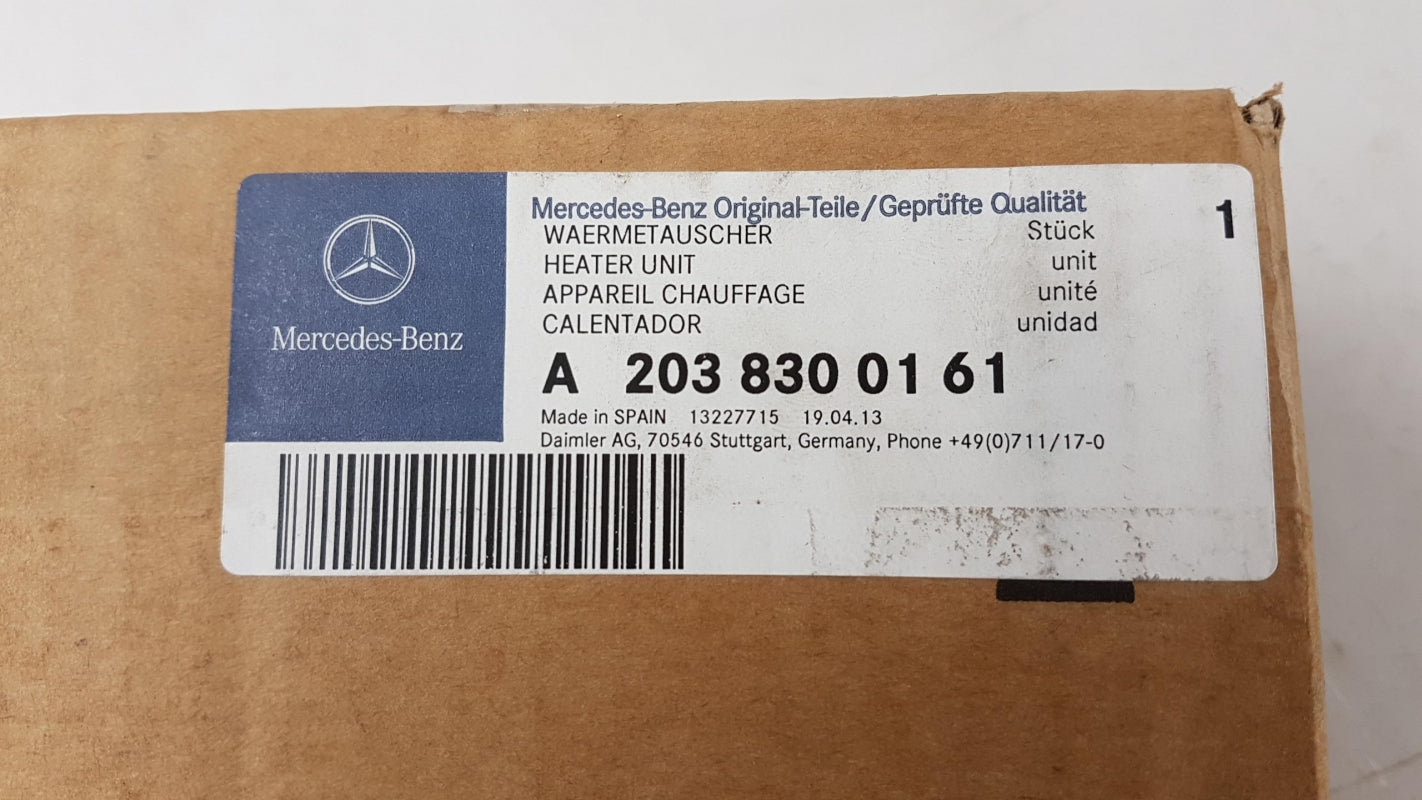 Mercedes-Benz
Mercedes-Benz Original-Teile/Geprüfte Qualität
1
WAERMETAUSCHER Stück
HEATER UNIT unit
APPAREIL CHAUFFAGE unité
CALENTADOR unidad
A 203 830 01 61
Made in SPAIN 13227715 19.04.13
Daimler AG, 70546 Stuttgart, Germany, Phone +49(0)711/17-0